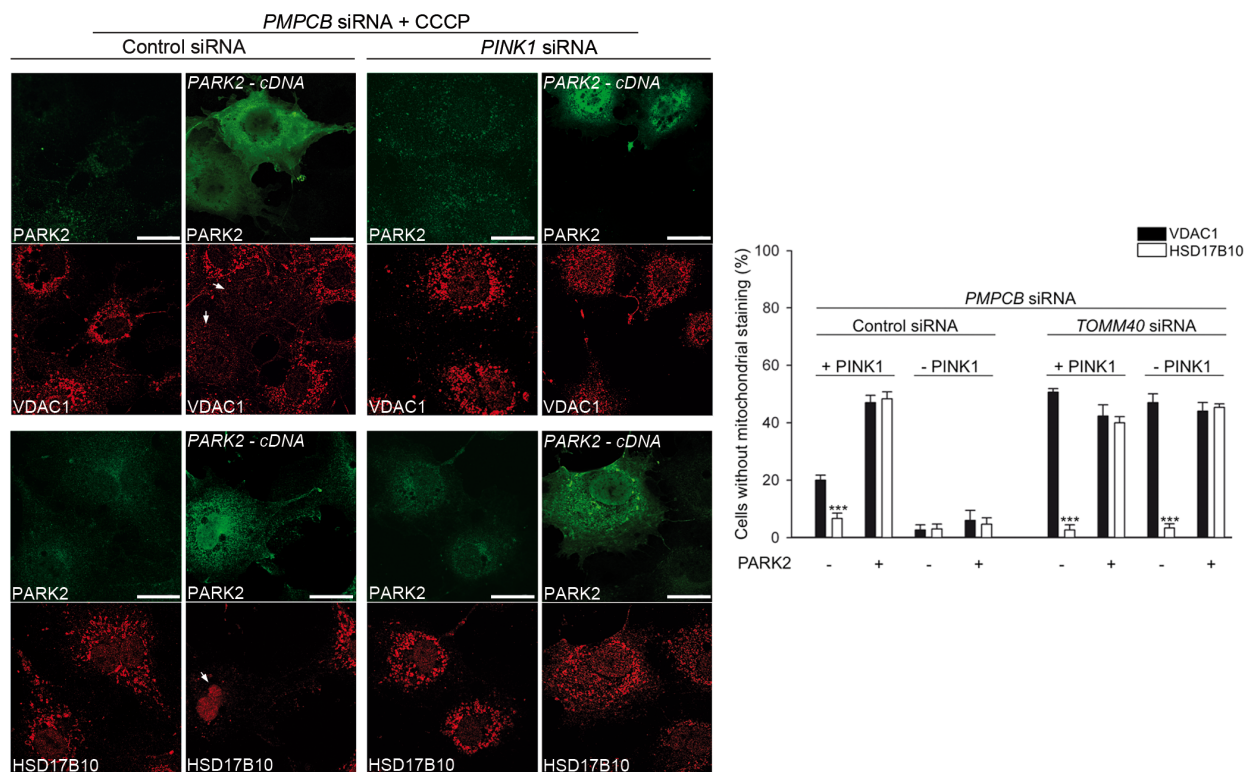 PMPCB siRNA + CCCP
Control siRNA
PINK1 siRNA
PARK2 - cDNA
PARK2 - cDNA
PARK2
PARK2
PARK2
PARK2
VDAC1
VDAC1
VDAC1
VDAC1
PARK2 - cDNA
PARK2 - cDNA
PARK2
PARK2
PARK2
PARK2
HSD17B10
HSD17B10
HSD17B10
HSD17B10
VDAC1
HSD17B10
Cells without mitochondrial staining (%)
100
80
60
40
20
0
PMPCB siRNA
Control siRNA
TOMM40 siRNA
+ PINK1
- PINK1
+ PINK1
- PINK1
***
***
***
PARK2 - + - + - + - +